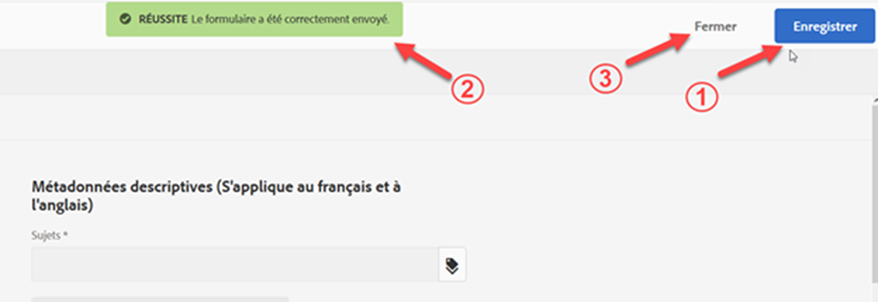 RÉUSSITE Le formulaire a été correctement envoyé.
Fermer
Enregistrer
2
3
1
Métadonnées descriptives (S'applique au français et à
l'anglais)
Sujets *